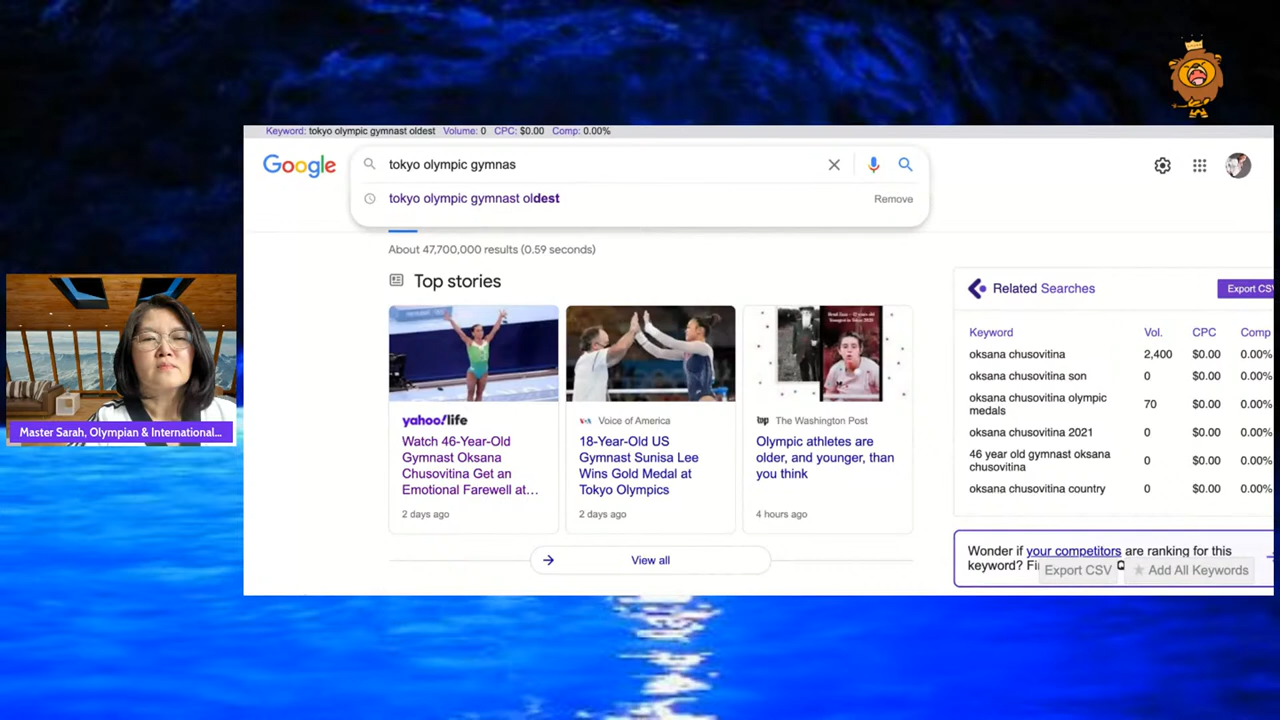 Keyword: tokyo olympic gymnast oldest Volume: 0 CPC: $0.00 Comp: 0.00%
Google
tokyo olympic gymnas
tokyo olympic gymnast oldest
Remove
About 47,700,000 results (0.59 seconds)
Top stories
yahoo!life
Watch 46-Year-Old
Gymnast Oksana
Chusovitina Get an
Emotional Farewell at...
2 days ago
Voice of America
18-Year-Old US
Gymnast Sunisa Lee
Wins Gold Medal at
Tokyo Olympics
2 days ago
The Washington Post
Olympic athletes are
older, and younger, than
you think
4 hours ago
View all
Related Searches
Export CSV
Keyword Vol. CPC Comp
oksana chusovitina 2,400 $0.00 0.00%
oksana chusovitina son 0 $0.00 0.00%
oksana chusovitina olympic
medals 70 $0.00 0.00%
oksana chusovitina 2021 0 $0.00 0.00%
46 year old gymnast oksana
chusovitina 0 $0.00 0.00%
oksana chusovitina country 0 $0.00 0.00%
Wonder if your competitors are ranking for this
keyword?
Export CSV
Add All Keywords
Master Sarah, Olympian & International...